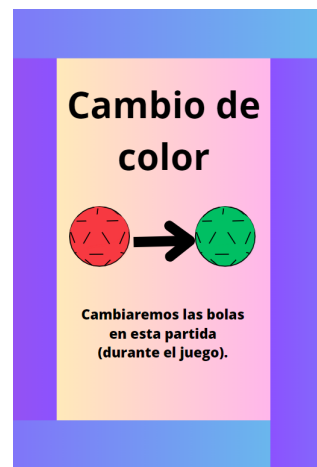 Cambio de
color
Cambiaremos las bolas
en esta partida
(durante el juego).